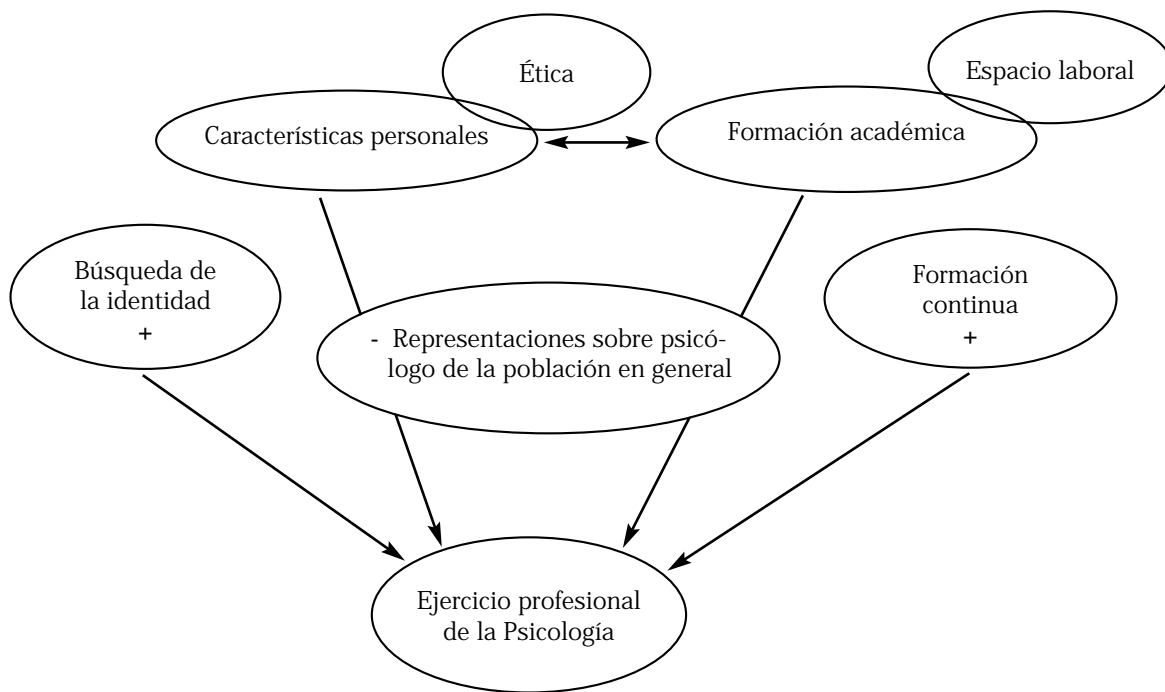 Ética
Espacio laboral
Características personales
Formación académica
Búsqueda de
la identidad
+
Formación
continua
+
- Representaciones sobre psicó-
logo de la población en general
Ejercicio profesional
de la Psicología